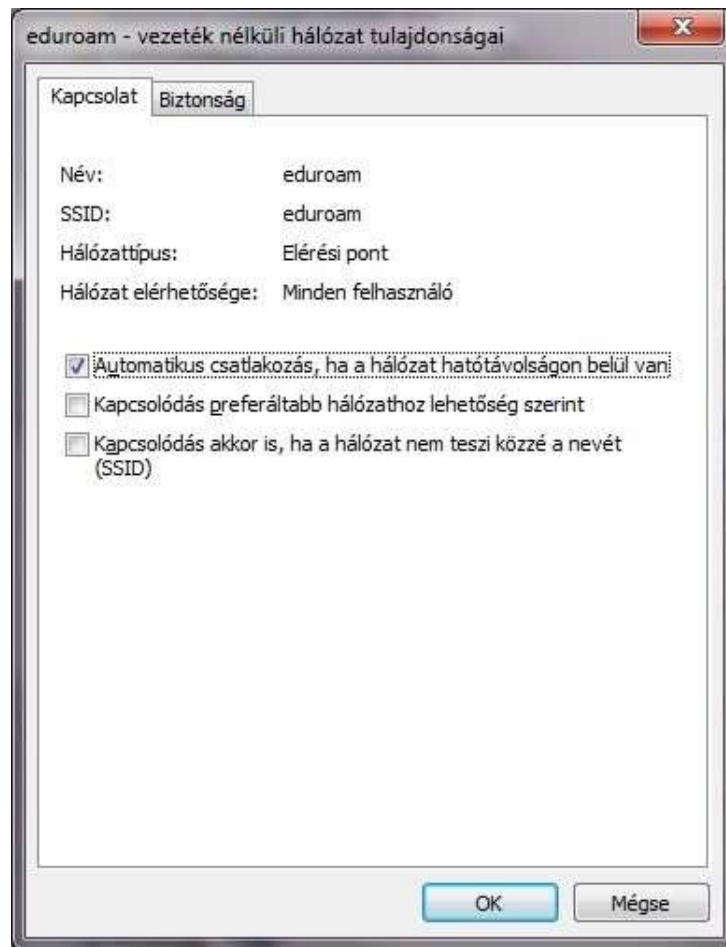 eduroam - vezeték nélküli hálózat tulajdonságai
Kapcsolat Biztonság
Név: eduroam
SSID: eduroam
Hálózattípus: Elérési pont
Hálózat elérhetősége: Minden felhasználó
Automatikus csatlakozás, ha a hálózat hatótávolságon belül van
Kapcsolódás preferáltabb hálózathoz lehetőség szerint
Kapcsolódás akkor is, ha a hálózat nem teszi közzé a nevét
(SSID)
OK Mégse